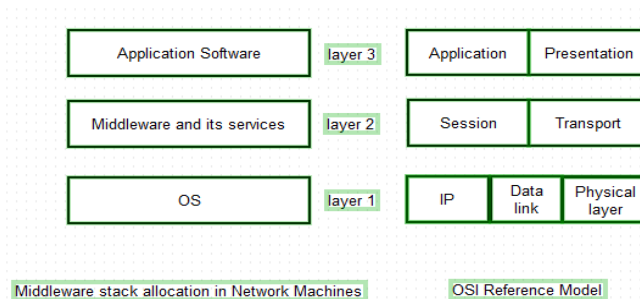 Application Software layer 3 Application Presentation
Middleware and its services layer 2 Session Transport
OS layer 1 IP Data link Physical layer
Middleware stack allocation in Network Machines OSI Reference Model